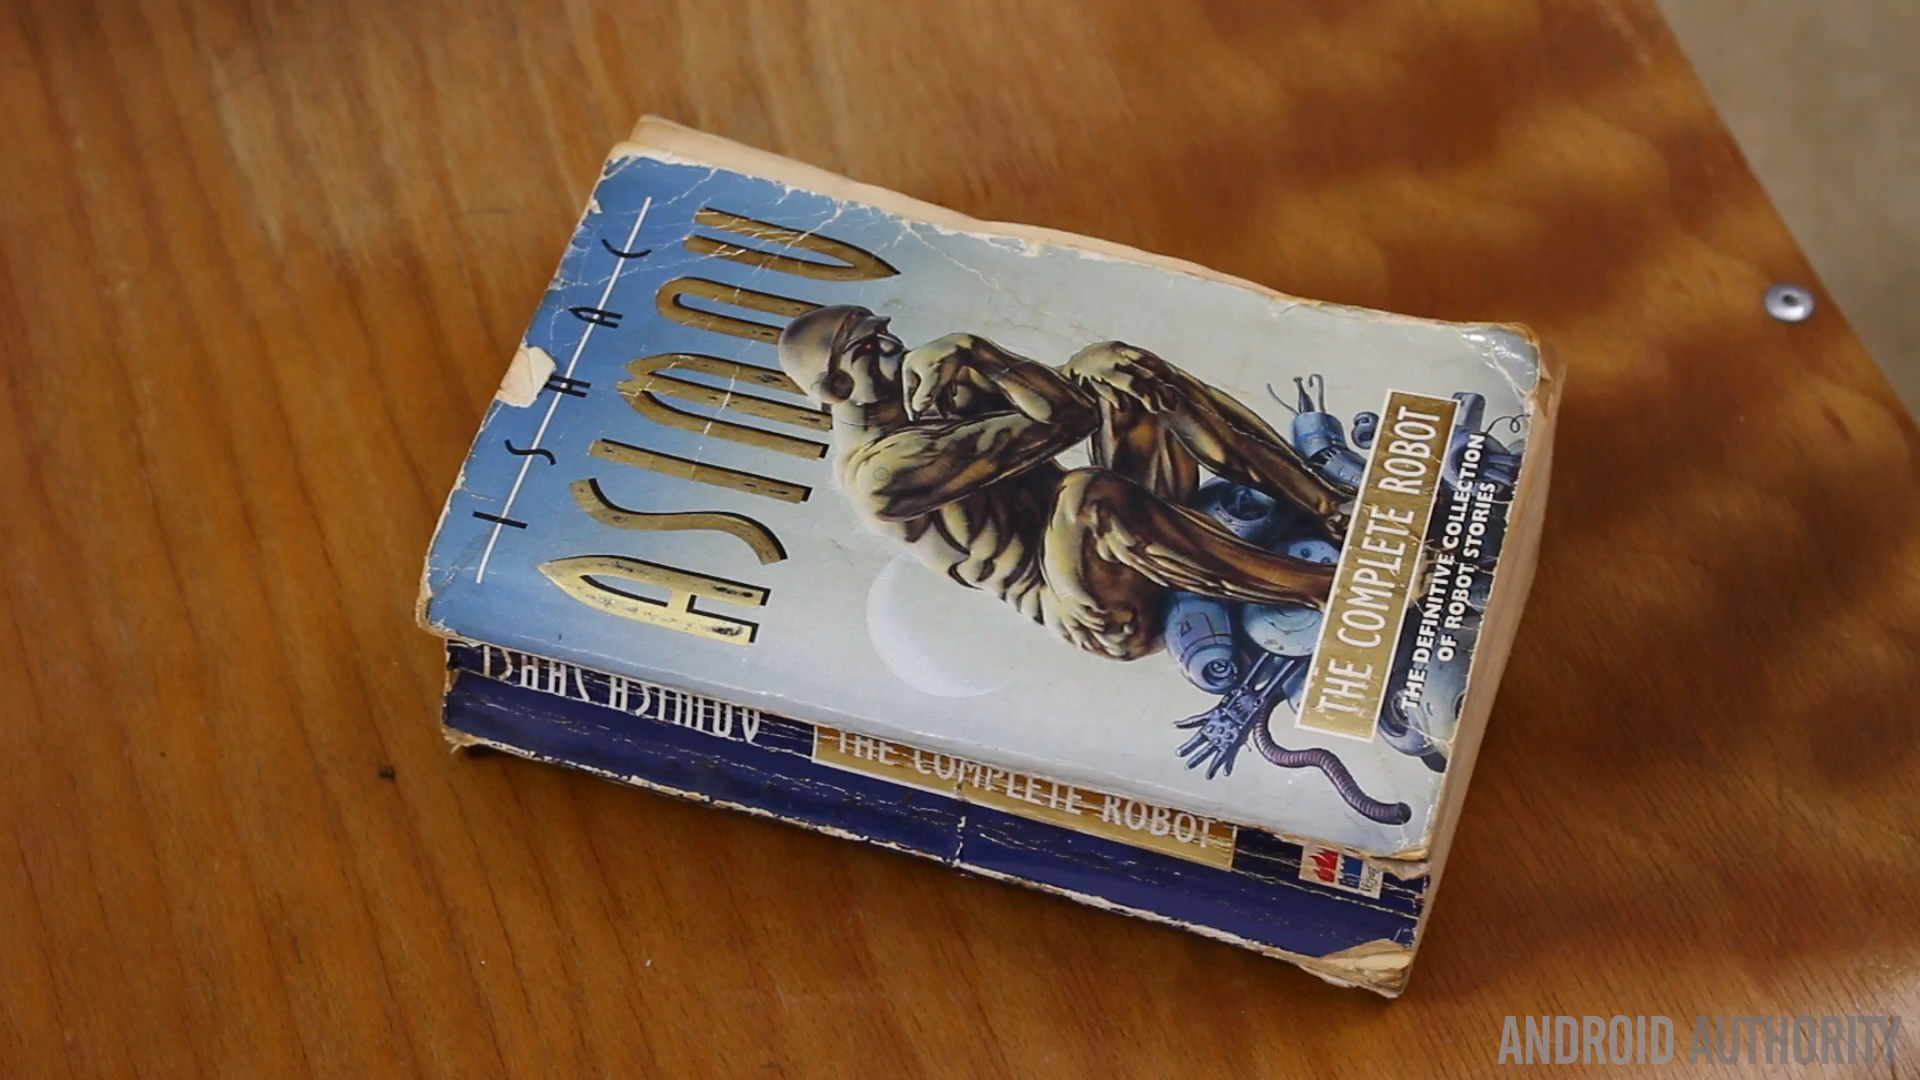 ISAAC
ASIMOV
THE COMPLETE ROBOT
THE DEFINITIVE COLLECTION
OF ROBOT STORIES
ISAAC ASIMOV
THE COMPLETE ROBOT
ANDROID AUTHORITY